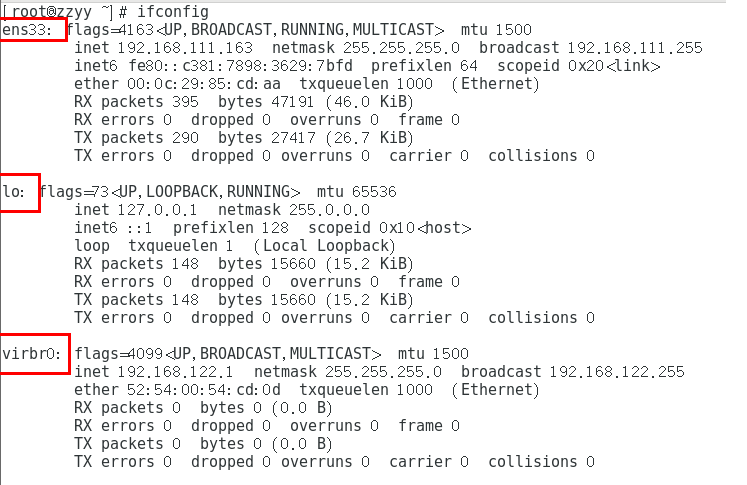 [root@zzyy ~]# ifconfig
ens33: flags=4163<UP,BROADCAST,RUNNING,MULTICAST>  mtu 1500
inet 192.168.111.163  netmask 255.255.255.0  broadcast 192.168.111.255
inet6 fe80::c381:7898:3629:7bfd  prefixlen 64  scopeid 0x20<link>
ether 00:0c:29:85:cd:aa  txqueuelen 1000  (Ethernet)
RX packets 395  bytes 47191 (46.0 KiB)
RX errors 0  dropped 0  overruns 0  frame 0
TX packets 290  bytes 27417 (26.7 KiB)
TX errors 0  dropped 0 overruns 0  carrier 0  collisions 0
lo: flags=73<UP,LOOPBACK,RUNNING>  mtu 65536
inet 127.0.0.1  netmask 255.0.0.0
inet6 ::1  prefixlen 128  scopeid 0x10<host>
loop  txqueuelen 1  (Local Loopback)
RX packets 148  bytes 15660 (15.2 KiB)
RX errors 0  dropped 0  overruns 0  frame 0
TX packets 148  bytes 15660 (15.2 KiB)
TX errors 0  dropped 0 overruns 0  carrier 0  collisions 0
virbr0: flags=4099<UP,BROADCAST,MULTICAST>  mtu 1500
inet 192.168.122.1  netmask 255.255.255.0  broadcast 192.168.122.255
ether 52:54:00:54:cd:0d  txqueuelen 1000  (Ethernet)
RX packets 0  bytes 0 (0.0 B)
RX errors 0  dropped 0  overruns 0  frame 0
TX packets 0  bytes 0 (0.0 B)
TX errors 0  dropped 0 overruns 0  carrier 0  collisions 0